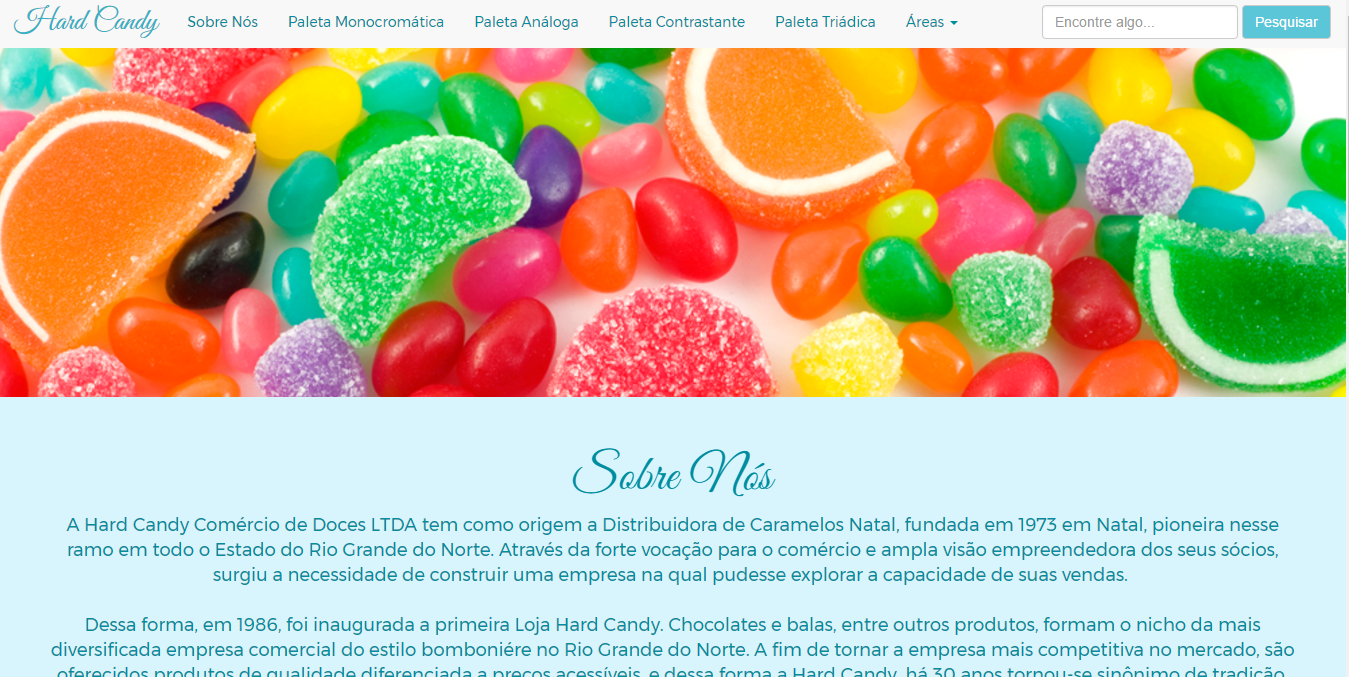 Hard Candy Sobre Nós Paleta Monocromática Paleta Análoga Paleta Contrastante Paleta Triádica Áreas Encontre algo... Pesquisar
Sobre Nós
A Hard Candy Comércio de Doces LTDA tem como origem a Distribuidora de Caramelos Natal, fundada em 1973 em Natal, pioneira nesse
ramo em todo o Estado do Rio Grande do Norte. Através da forte vocação para o comércio e ampla visão empreendedora dos seus sócios,
surgiu a necessidade de construir uma empresa na qual pudesse explorar a capacidade de suas vendas.
Dessa forma, em 1986, foi inaugurada a primeira Loja Hard Candy. Chocolates e balas, entre outros produtos, formam o nicho da mais
diversificada empresa comercial do estilo bomboniére no Rio Grande do Norte. A fim de tornar a empresa mais competitiva no mercado, são
oferecidos produtos de qualidade diferenciada a preços acessíveis, e dessa forma a Hard Candy, há 30 anos tornou-se sinônimo de tradição